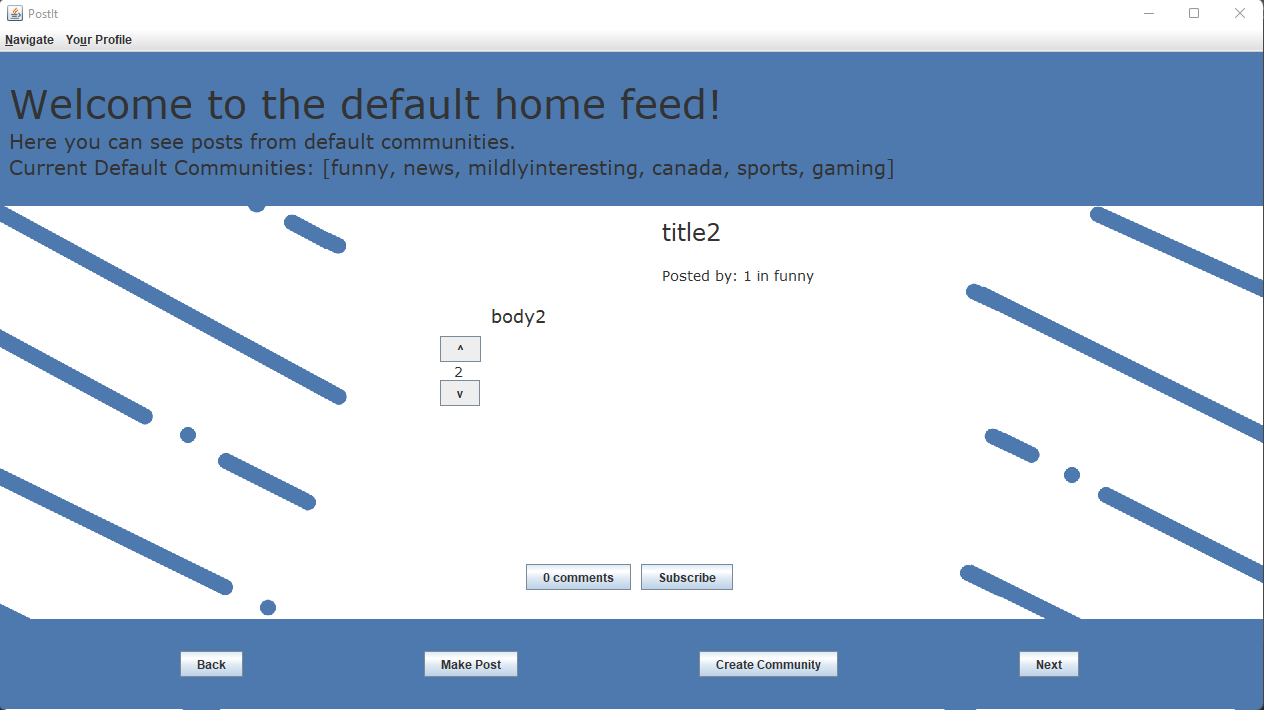 PostIt
Navigate Your Profile
Welcome to the default home feed!
Here you can see posts from default communities.
Current Default Communities: [funny, news, mildlyinteresting, canada, sports, gaming]
title2
Posted by: 1 in funny
body2
^
2
v
0 comments Subscribe
Back Make Post Create Community Next